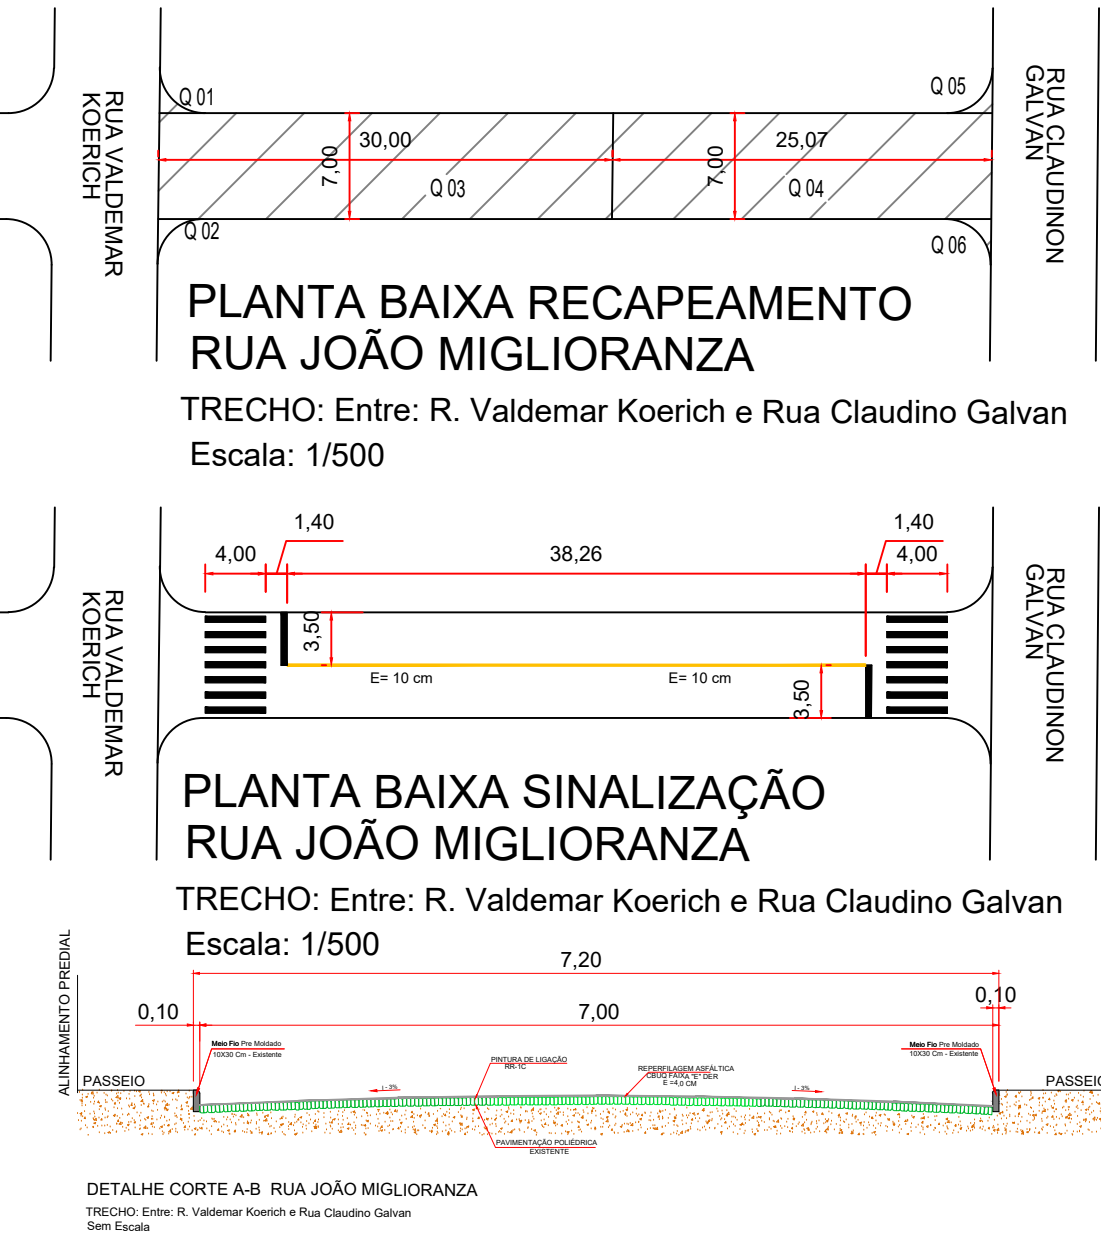 Q 01
Q 05
RUA VALDEMAR
KOERICH
RUA CLAUDINON
GALVAN
30,00
25,07
7,00
7,00
Q 03
Q 04
Q 02
Q 06
PLANTA BAIXA RECAPEAMENTO
RUA JOÃO MIGLIORANZA
TRECHO: Entre: R. Valdemar Koerich e Rua Claudino Galvan
Escala: 1/500
1,40
1,40
4,00
38,26
4,00
RUA VALDEMAR
KOERICH
RUA CLAUDINON
GALVAN
3,50
E= 10 cm
E= 10 cm
3,50
PLANTA BAIXA SINALIZAÇÃO
RUA JOÃO MIGLIORANZA
TRECHO: Entre: R. Valdemar Koerich e Rua Claudino Galvan
Escala: 1/500
ALINHAMENTO PREDIAL
7,20
0,10
0,10
7,00
Meio Fio Pre Moldado
10X30 Cm - Existente
Meio Fio Pre Moldado
10X30 Cm - Existente
PINTURA DE LIGAÇÃO
RR-1C
REPERFILAGEM ASFÁLTICA
CBUQ FAIXA "E" DER
E =4,0 CM
PASSEIO
I - 3%
I - 3%
PASSEIO
PAVIMENTAÇÃO POLIÉDRICA
EXISTENTE
DETALHE CORTE A-B RUA JOÃO MIGLIORANZA
TRECHO: Entre: R. Valdemar Koerich e Rua Claudino Galvan
Sem Escala